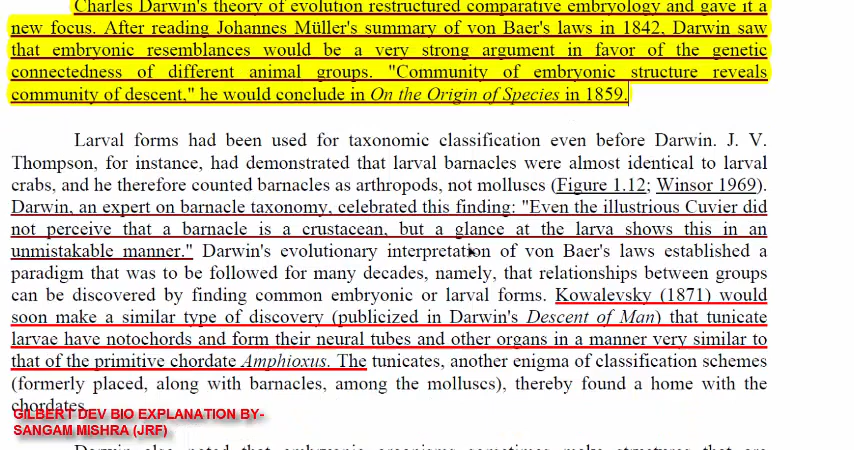 Charles Darwin's theory of evolution restructured comparative embryology and gave it a
new focus. After reading Johannes Müller's summary of von Baer's laws in 1842, Darwin saw
that embryonic resemblances would be a very strong argument in favor of the genetic
connectedness of different animal groups. "Community of embryonic structure reveals
community of descent," he would conclude in On the Origin of Species in 1859.
Larval forms had been used for taxonomic classification even before Darwin. J. V.
Thompson, for instance, had demonstrated that larval barnacles were almost identical to larval
crabs, and he therefore counted barnacles as arthropods, not molluscs (Figure 1.12; Winsor 1969).
Darwin, an expert on barnacle taxonomy, celebrated this finding: "Even the illustrious Cuvier did
not perceive that a barnacle is a crustacean, but a glance at the larva shows this in an
unmistakable manner." Darwin's evolutionary interpretation of von Baer's laws established a
paradigm that was to be followed for many decades, namely, that relationships between groups
can be discovered by finding common embryonic or larval forms. Kowalevsky (1871) would
soon make a similar type of discovery (publicized in Darwin's Descent of Man) that tunicate
larvae have notochords and form their neural tubes and other organs in a manner very similar to
that of the primitive chordate Amphioxus. The tunicates, another enigma of classification schemes
(formerly placed, along with barnacles, among the molluscs), thereby found a home with the
chordates.
GILBERT DEV BIO EXPLANATION BY-
SANGAM MISHRA (JRF)
Darwin also noted that embryonic organisms sometimes make structures that are